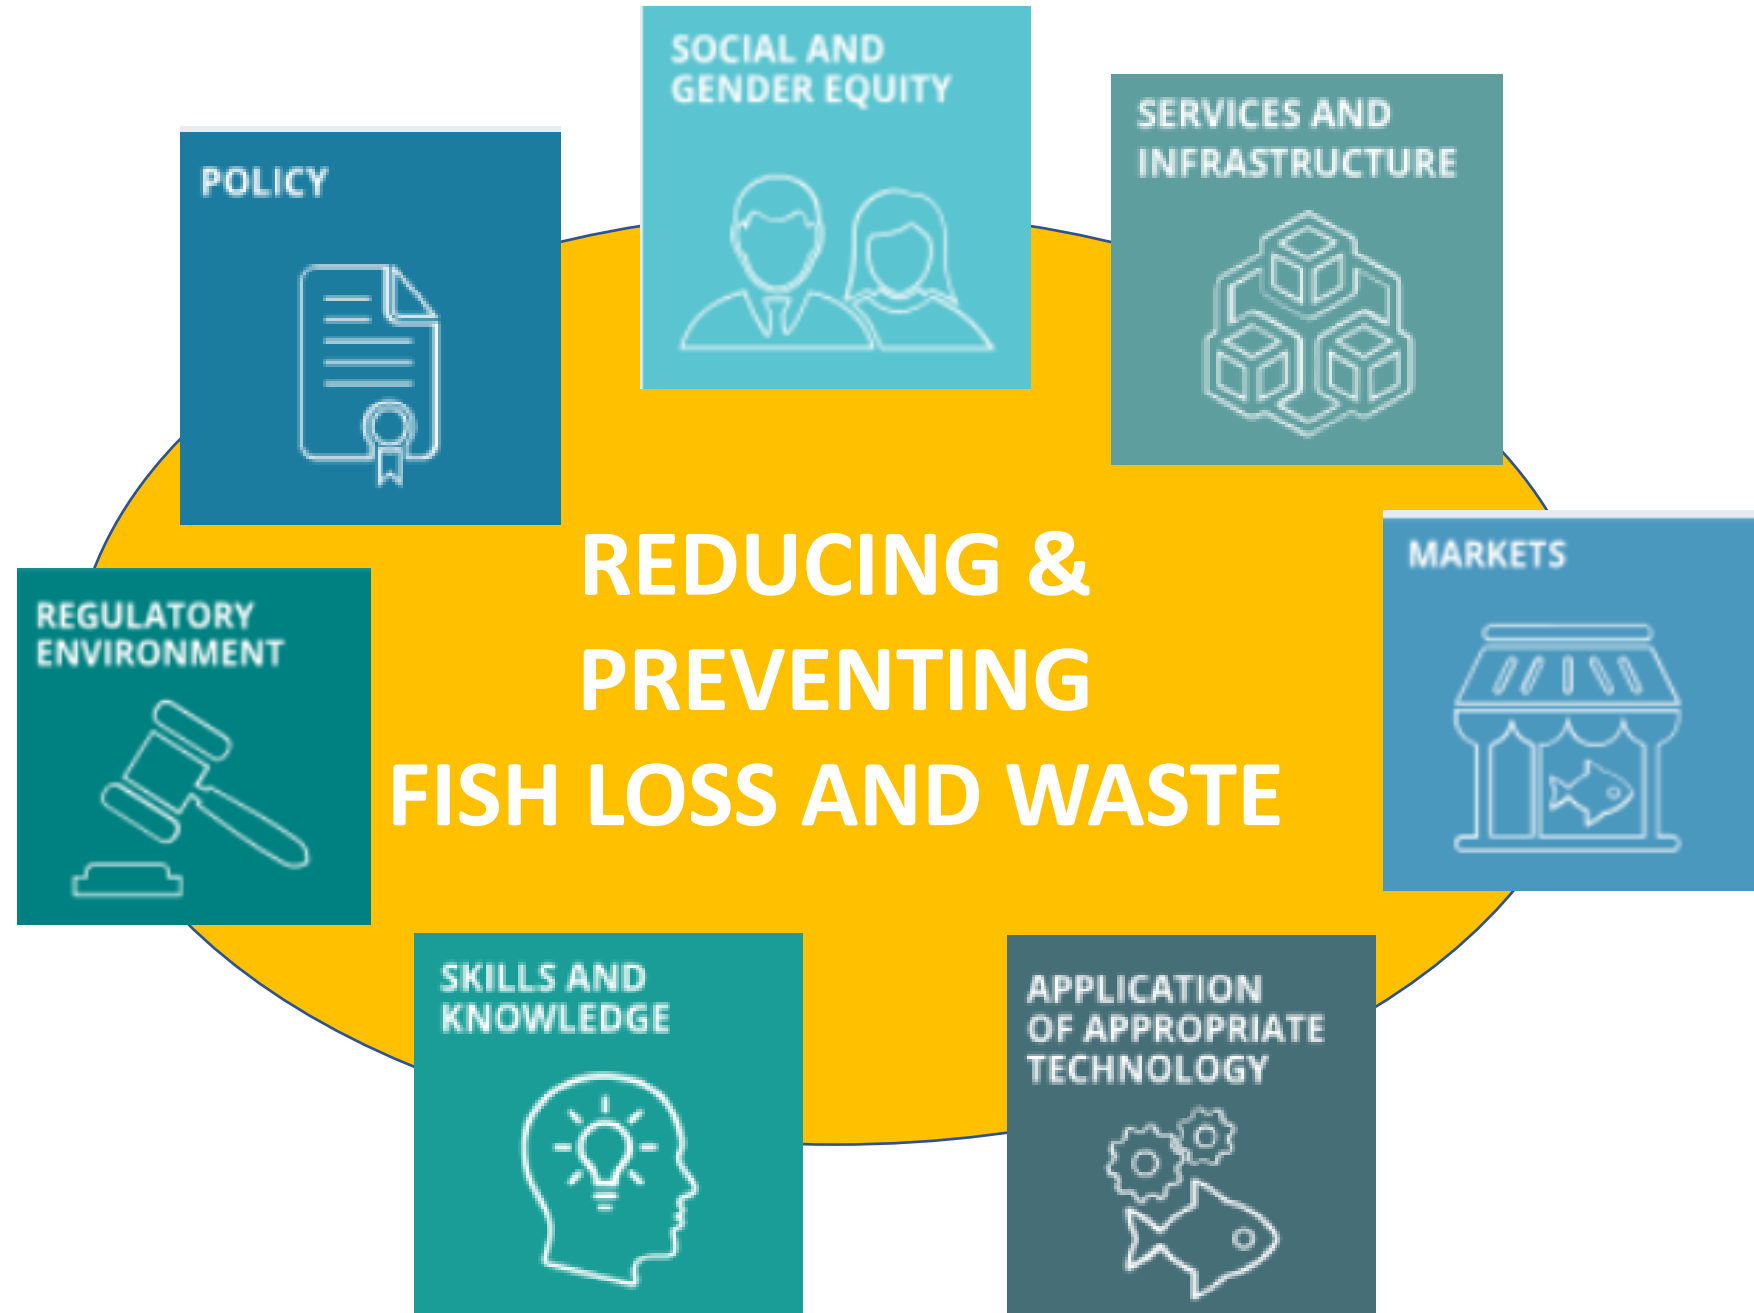 SOCIAL AND
GENDER EQUITY
SERVICES AND
INFRASTRUCTURE
POLICY
REDUCING &
PREVENTING
FISH LOSS AND WASTE
MARKETS
REGULATORY
ENVIRONMENT
SKILLS AND
KNOWLEDGE
APPLICATION
OF APPROPRIATE
TECHNOLOGY